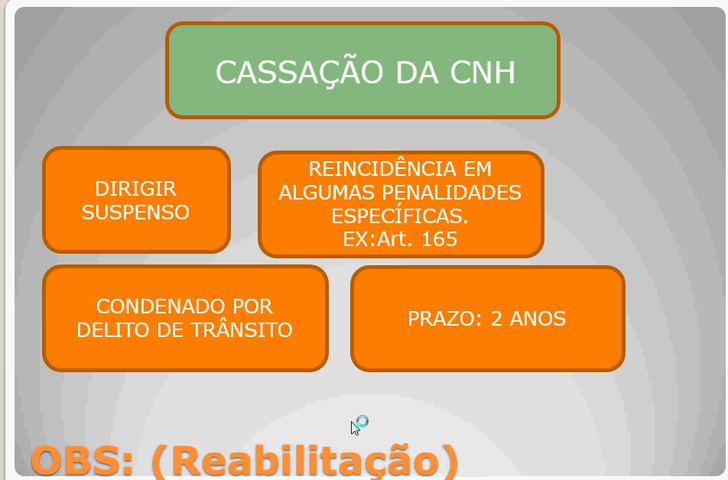 CASSAÇÃO DA CNH
DIRIGIR
SUSPENSO
REINCIDÊNCIA EM
ALGUMAS PENALIDADES
ESPECÍFICAS.
EX:Art. 165
CONDENADO POR
DELITO DE TRÂNSITO
PRAZO: 2 ANOS
OBS: (Reabilitação)